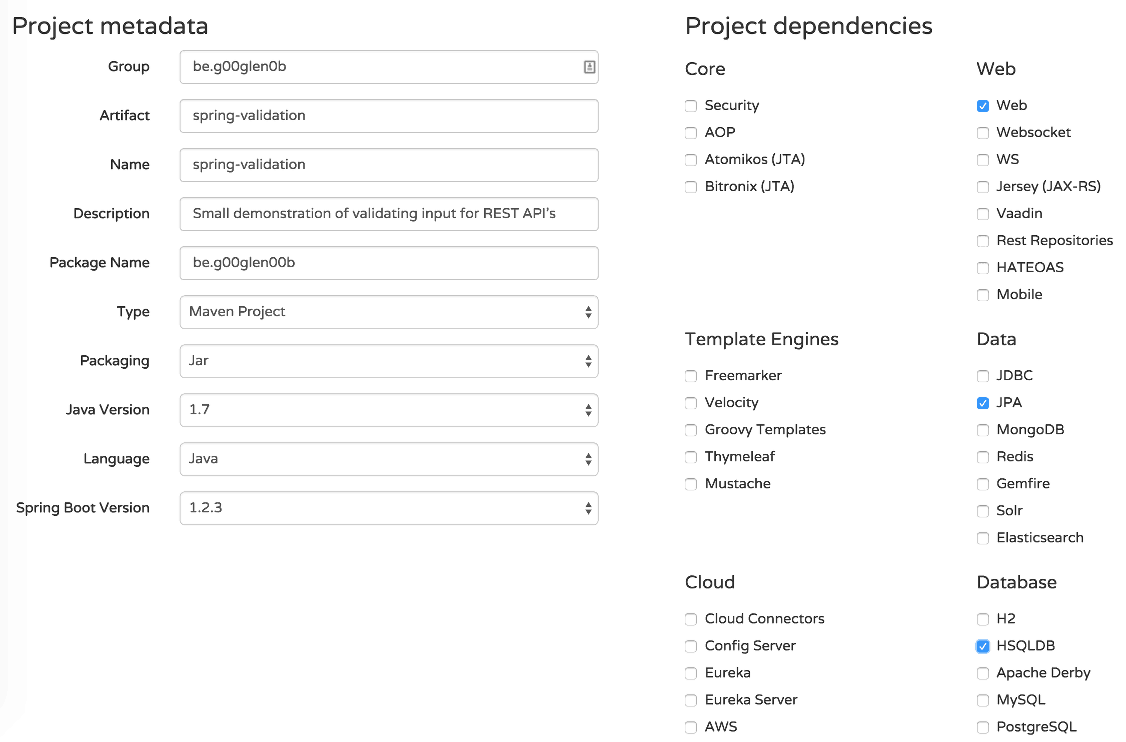 Project metadata
Group be.g00glen0b
Artifact spring-validation
Name spring-validation
Description Small demonstration of validating input for REST API's
Package Name be.g00glen00b
Type Maven Project
Packaging Jar
Java Version 1.7
Language Java
Spring Boot Version 1.2.3
Project dependencies
Core
Security
AOP
Atomikos (JTA)
Bitronix (JTA)
Web
Web
Websocket
WS
Jersey (JAX-RS)
Vaadin
Rest Repositories
HATEOAS
Mobile
Template Engines
Freemarker
Velocity
Groovy Templates
Thymeleaf
Mustache
Data
JDBC
JPA
MongoDB
Redis
Gemfire
Solr
Elasticsearch
Cloud
Cloud Connectors
Config Server
Eureka
Eureka Server
AWS
Database
H2
HSQLDB
Apache Derby
MySQL
PostgreSQL